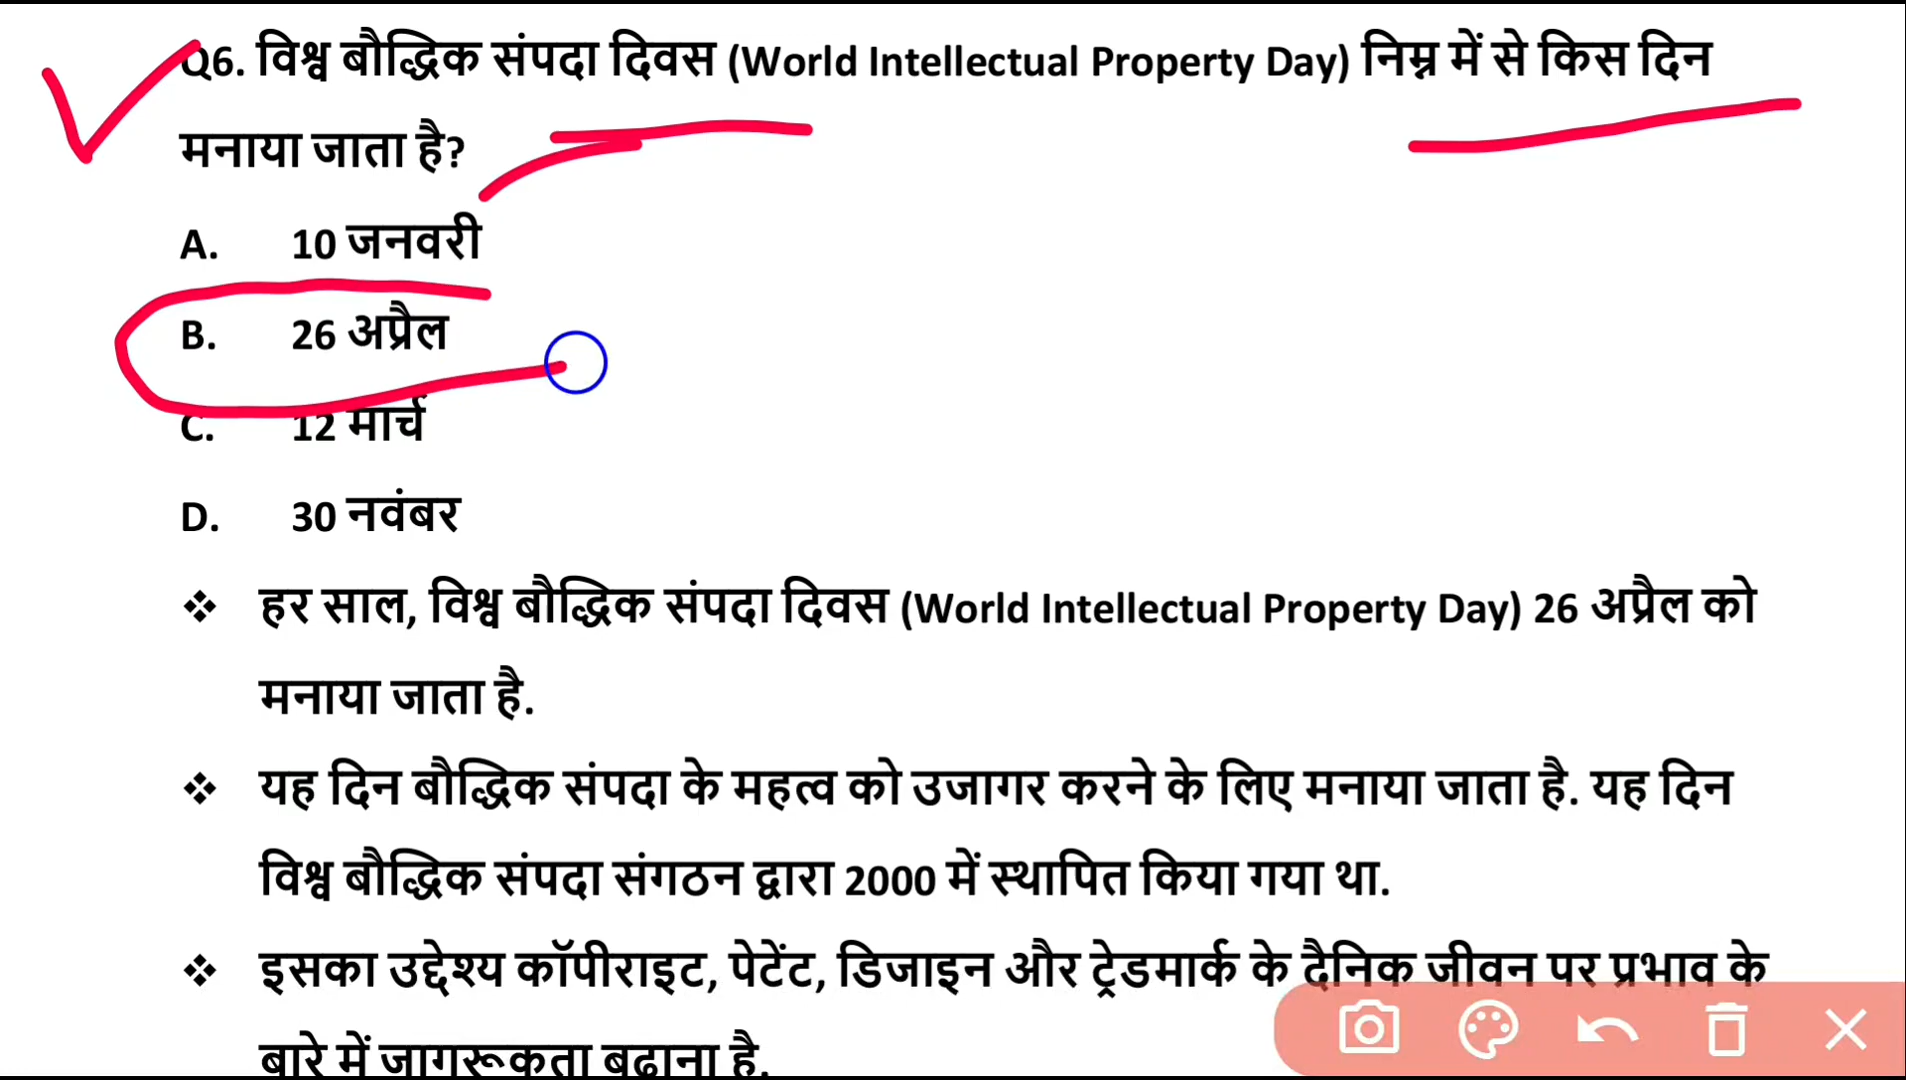 Q6. विश्व बौद्धिक संपदा दिवस (World Intellectual Property Day) निम्न में से किस दिन
मनाया जाता है?
A. 10 जनवरी
B. 26 अप्रैल
C. 12 मार्च
D. 30 नवंबर
❖ हर साल, विश्व बौद्धिक संपदा दिवस (World Intellectual Property Day) 26 अप्रैल को
मनाया जाता है.
❖ यह दिन बौद्धिक संपदा के महत्व को उजागर करने के लिए मनाया जाता है. यह दिन
विश्व बौद्धिक संपदा संगठन द्वारा 2000 में स्थापित किया गया था.
❖ इसका उद्देश्य कॉपीराइट, पेटेंट, डिजाइन और ट्रेडमार्क के दैनिक जीवन पर प्रभाव के
बारे में जागरूकता बढ़ाना है.